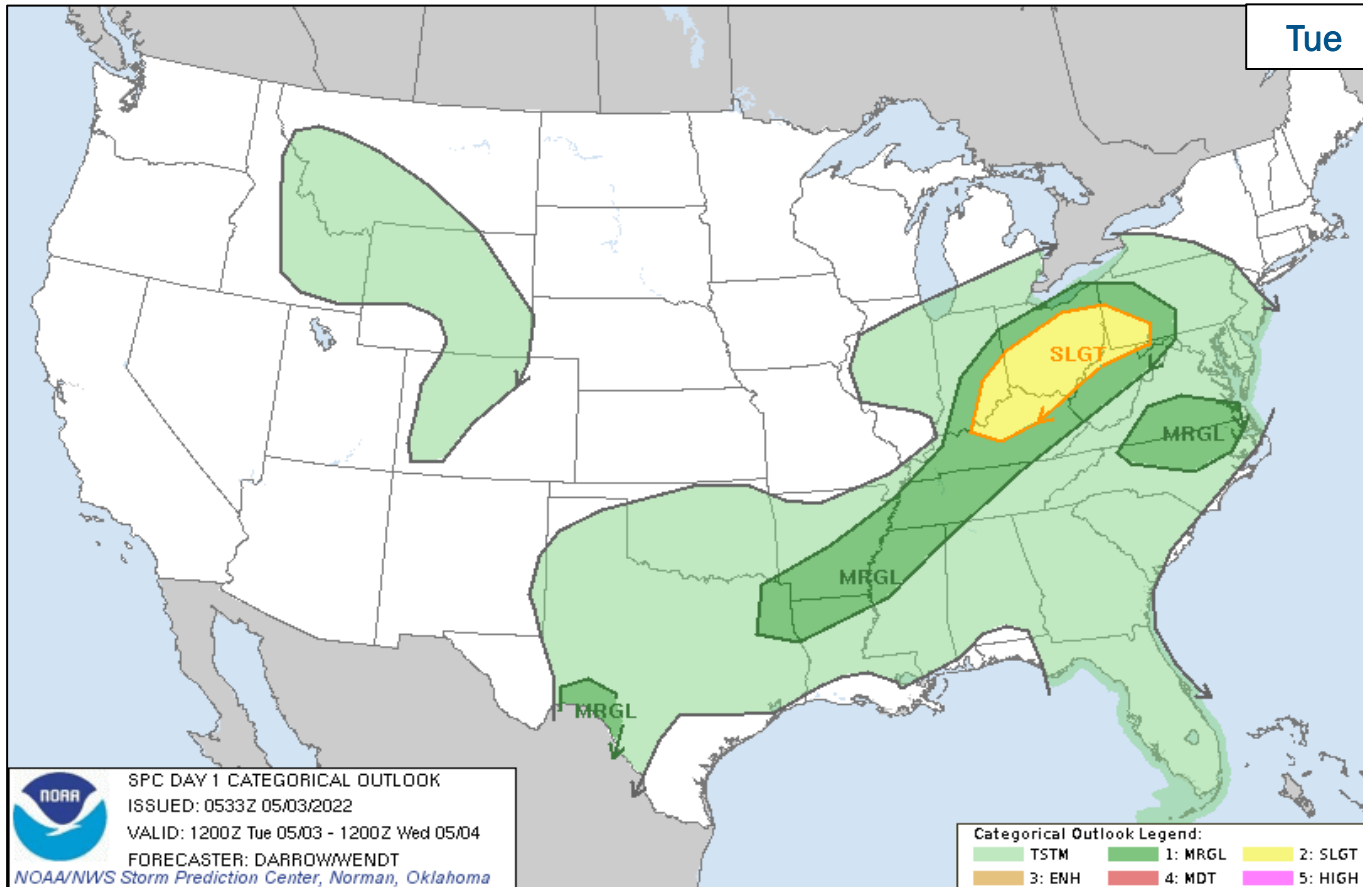 Tue
SLGT
MRGL
MRGL
MRGL
NOAA
SPC DAY 1 CATEGORICAL OUTLOOK
ISSUED: 0533Z 05/03/2022
VALID: 1200Z Tue 05/03 - 1200Z Wed 05/04
FORECASTER: DARROW/WENDT
NOAA/NWS Storm Prediction Center, Norman, Oklahoma
Categorical Outlook Legend:
TSTM 1: MRGL 2: SLGT
3: ENH 4: MDT 5: HIGH